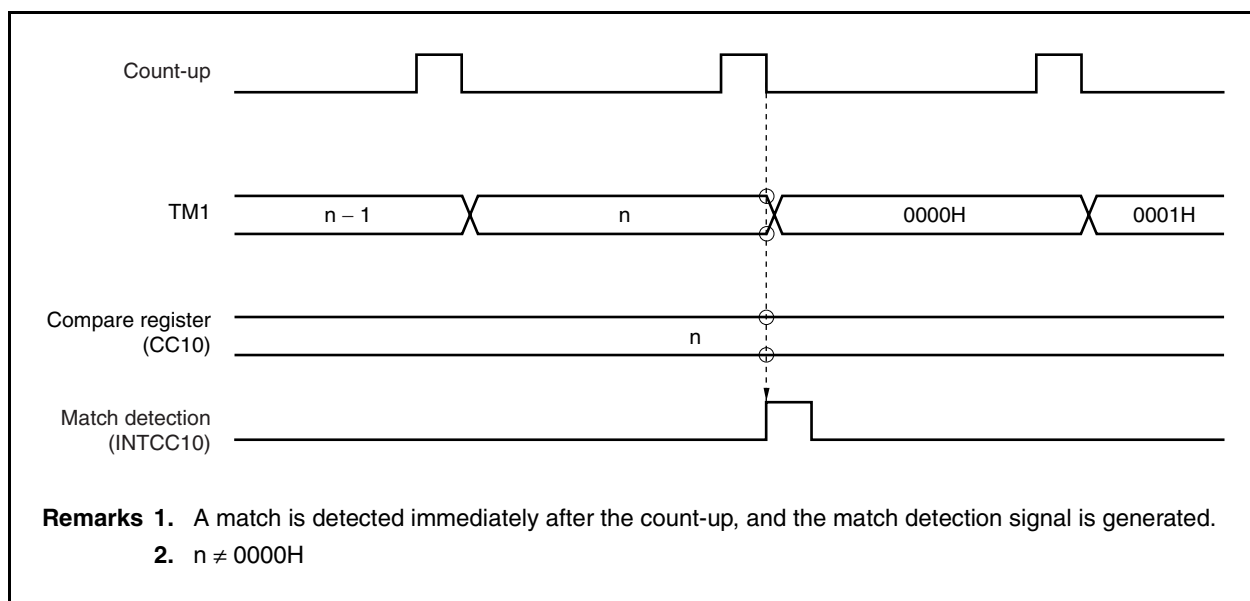 Count-up
TM1
n – 1
n
0000H
0001H
Compare register
(CC10)
n
Match detection
(INTCC10)
Remarks 1. A match is detected immediately after the count-up, and the match detection signal is generated.
2. n ≠ 0000H